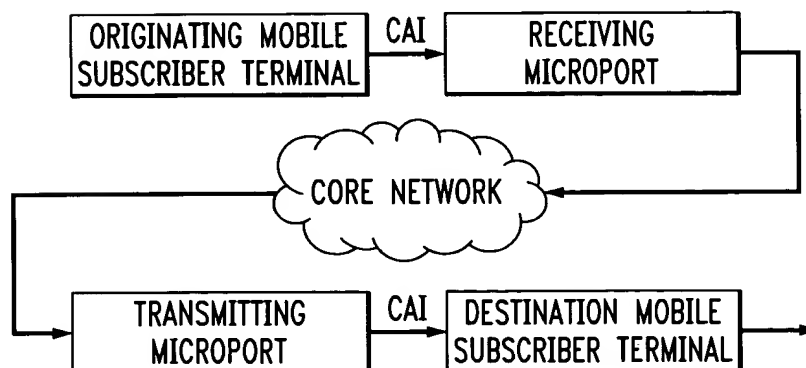 ORIGINATING MOBILE
SUBSCRIBER TERMINAL
CAI
RECEIVING
MICROPORT
CORE NETWORK
TRANSMITTING
MICROPORT
CAI
DESTINATION MOBILE
SUBSCRIBER TERMINAL